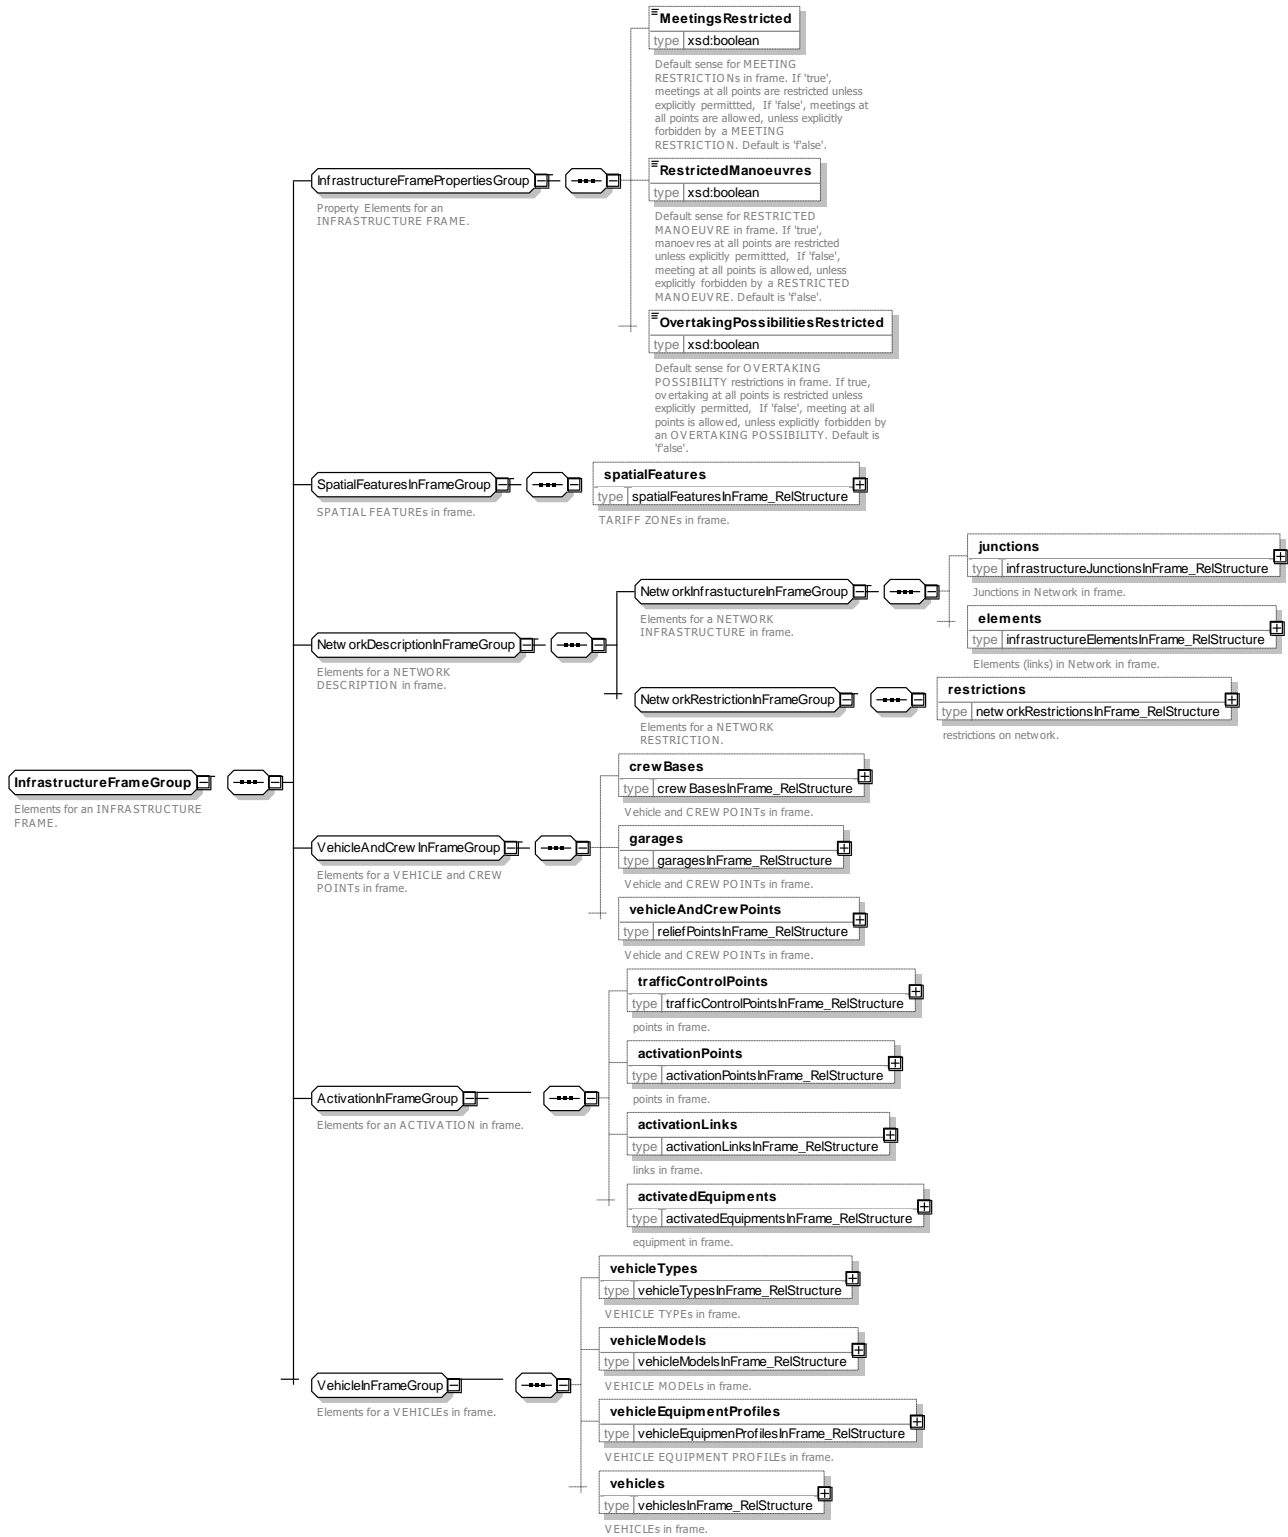 MeetingsRestricted
type xsd:boolean
Default sense for MEETING
RESTRICTIONs in frame. If 'true',
meetings at all points are restricted unless
explicitly permittted, If 'false', meetings at
all points are allowed, unless explicitly
forbidden by a MEETING
RESTRICTION. Default is 'f'alse'.
InfrastructureFramePropertiesGroup
Property Elements for an
INFRASTRUCTURE FRAME.
RestrictedManoeuvres
type xsd:boolean
Default sense for RESTRICTED
MANOEUVRE in frame. If 'true',
manoevres at all points are restricted
unless explicitly permittted, If 'false',
meeting at all points is allowed, unless
explicitly forbidden by a RESTRICTED
MANOEUVRE. Default is 'f'alse'.
OvertakingPossibilitiesRestricted
type xsd:boolean
Default sense for OVERTAKING
POSSIBILITY restrictions in frame. If true,
overtaking at all points is restricted unless
explicitly permitted, If 'false', meeting at all
points is allowed, unless explicitly forbidden by
an OVERTAKING POSSIBILITY. Default is
'f'alse'.
SpatialFeaturesInFrameGroup
SPATIAL FEATUREs in frame.
spatialFeatures
type spatialFeaturesInFrame_RelStructure
TARIFF ZONEs in frame.
NetworkDescriptionInFrameGroup
Elements for a NETWORK
DESCRIPTION in frame.
NetworkInfrastuctureInFrameGroup
Elements for a NETWORK
INFRASTRUCTURE in frame.
junctions
type infrastructureJunctionsInFrame_RelStructure
Junctions in Network in frame.
elements
type infrastructureElementsInFrame_RelStructure
Elements (links) in Network in frame.
NetworkRestrictionInFrameGroup
Elements for a NETWORK
RESTRICTION.
restrictions
type networkRestrictionsInFrame_RelStructure
restrictions on network.
InfrastructureFrameGroup
Elements for an INFRASTRUCTURE
FRAME.
VehicleAndCrewInFrameGroup
Elements for a VEHICLE and CREW
POINTs in frame.
crewBases
type crewBasesInFrame_RelStructure
Vehicle and CREW POINTs in frame.
garages
type garagesInFrame_RelStructure
Vehicle and CREW POINTs in frame.
vehicleAndCrewPoints
type reliefPointsInFrame_RelStructure
Vehicle and CREW POINTs in frame.
ActivationInFrameGroup
Elements for an ACTIVATION in frame.
trafficControlPoints
type trafficControlPointsInFrame_RelStructure
points in frame.
activationPoints
type activationPointsInFrame_RelStructure
points in frame.
activationLinks
type activationLinksInFrame_RelStructure
links in frame.
activatedEquipments
type activatedEquipmentsInFrame_RelStructure
equipment in frame.
VehicleInFrameGroup
Elements for a VEHICLEs in frame.
vehicleTypes
type vehicleTypesInFrame_RelStructure
VEHICLE TYPEs in frame.
vehicleModels
type vehicleModelsInFrame_RelStructure
VEHICLE MODELs in frame.
vehicleEquipmentProfiles
type vehicleEquipmenProfilesInFrame_RelStructure
VEHICLE EQUIPMENT PROFILEs in frame.
vehicles
type vehiclesInFrame_RelStructure
VEHICLEs in frame.